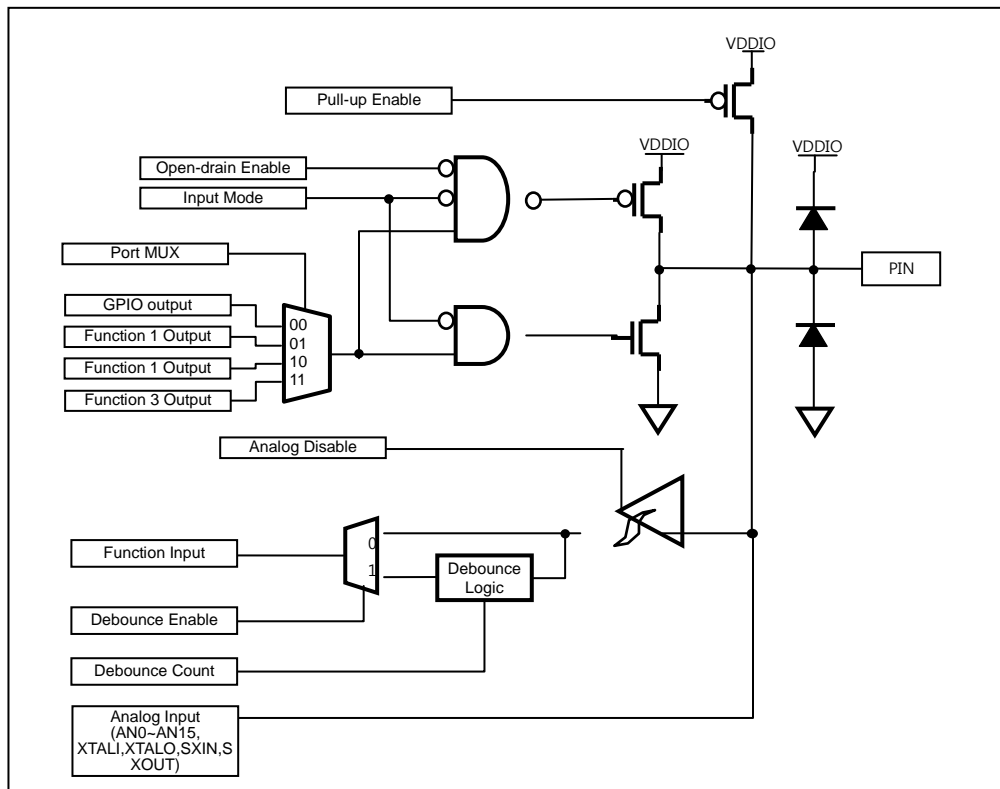 VDDIO
Pull-up Enable
VDDIO
VDDIO
Open-drain Enable
Input Mode
Port MUX
PIN
GPIO output
00
Function 1 Output
01
Function 1 Output
10
Function 3 Output
11
Analog Disable
Function Input
0
1
Debounce
Logic
Debounce Enable
Debounce Count
Analog Input
(AN0~AN15,
XTALI,XTALO,SXIN,S
XOUT)